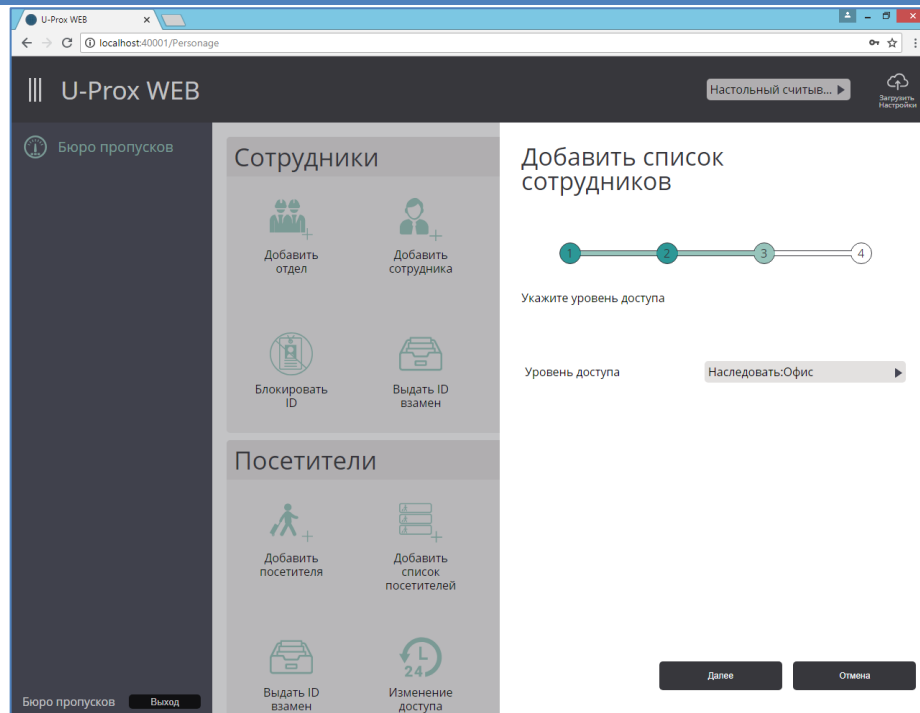 U-Prox WEB
localhost:40001/Personage
U-Prox WEB
Настольный считыв...
Загрузить
Настройки
Бюро пропусков
Сотрудники
Добавить
отдел
Добавить
сотрудника
Блокировать
ID
Выдать ID
взамен
Посетители
Добавить
посетителя
Добавить
список
посетителей
Выдать ID
взамен
24
Изменение
доступа
Добавить список
сотрудников
1
2
3
4
Укажите уровень доступа
Уровень доступа
Наследовать:Офис
Далее
Отмена
Бюро пропусков
Выход